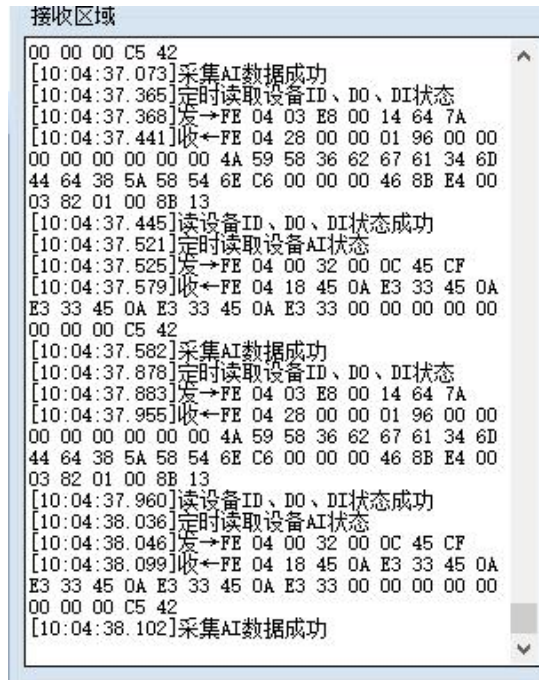 接收区域
00 00 00 C5 42
[10:04:37.073]采集AI数据成功
[10:04:37.365]定时读取设备ID、DO、DI状态
[10:04:37.368]发→FE 04 03 E8 00 14 64 7A
[10:04:37.441]收←FE 04 28 00 00 01 96 00 00
00 00 00 00 00 00 4A 59 58 36 62 67 61 34 6D
44 64 38 5A 58 54 6E C6 00 00 00 46 8B E4 00
03 82 01 00 8B 13
[10:04:37.445]读设备ID、DO、DI状态成功
[10:04:37.521]定时读取设备AI状态
[10:04:37.525]发→FE 04 00 32 00 0C 45 CF
[10:04:37.579]收←FE 04 18 45 0A E3 33 45 0A
E3 33 45 0A E3 33 45 0A E3 33 00 00 00 00 00
00 00 00 C5 42
[10:04:37.582]采集AI数据成功
[10:04:37.878]定时读取设备ID、DO、DI状态
[10:04:37.883]发→FE 04 03 E8 00 14 64 7A
[10:04:37.955]收←FE 04 28 00 00 01 96 00 00
00 00 00 00 00 00 4A 59 58 36 62 67 61 34 6D
44 64 38 5A 58 54 6E C6 00 00 00 46 8B E4 00
03 82 01 00 8B 13
[10:04:37.960]读设备ID、DO、DI状态成功
[10:04:38.036]定时读取设备AI状态
[10:04:38.046]发→FE 04 00 32 00 0C 45 CF
[10:04:38.099]收←FE 04 18 45 0A E3 33 45 0A
E3 33 45 0A E3 33 45 0A E3 33 00 00 00 00 00
00 00 00 C5 42
[10:04:38.102]采集AI数据成功